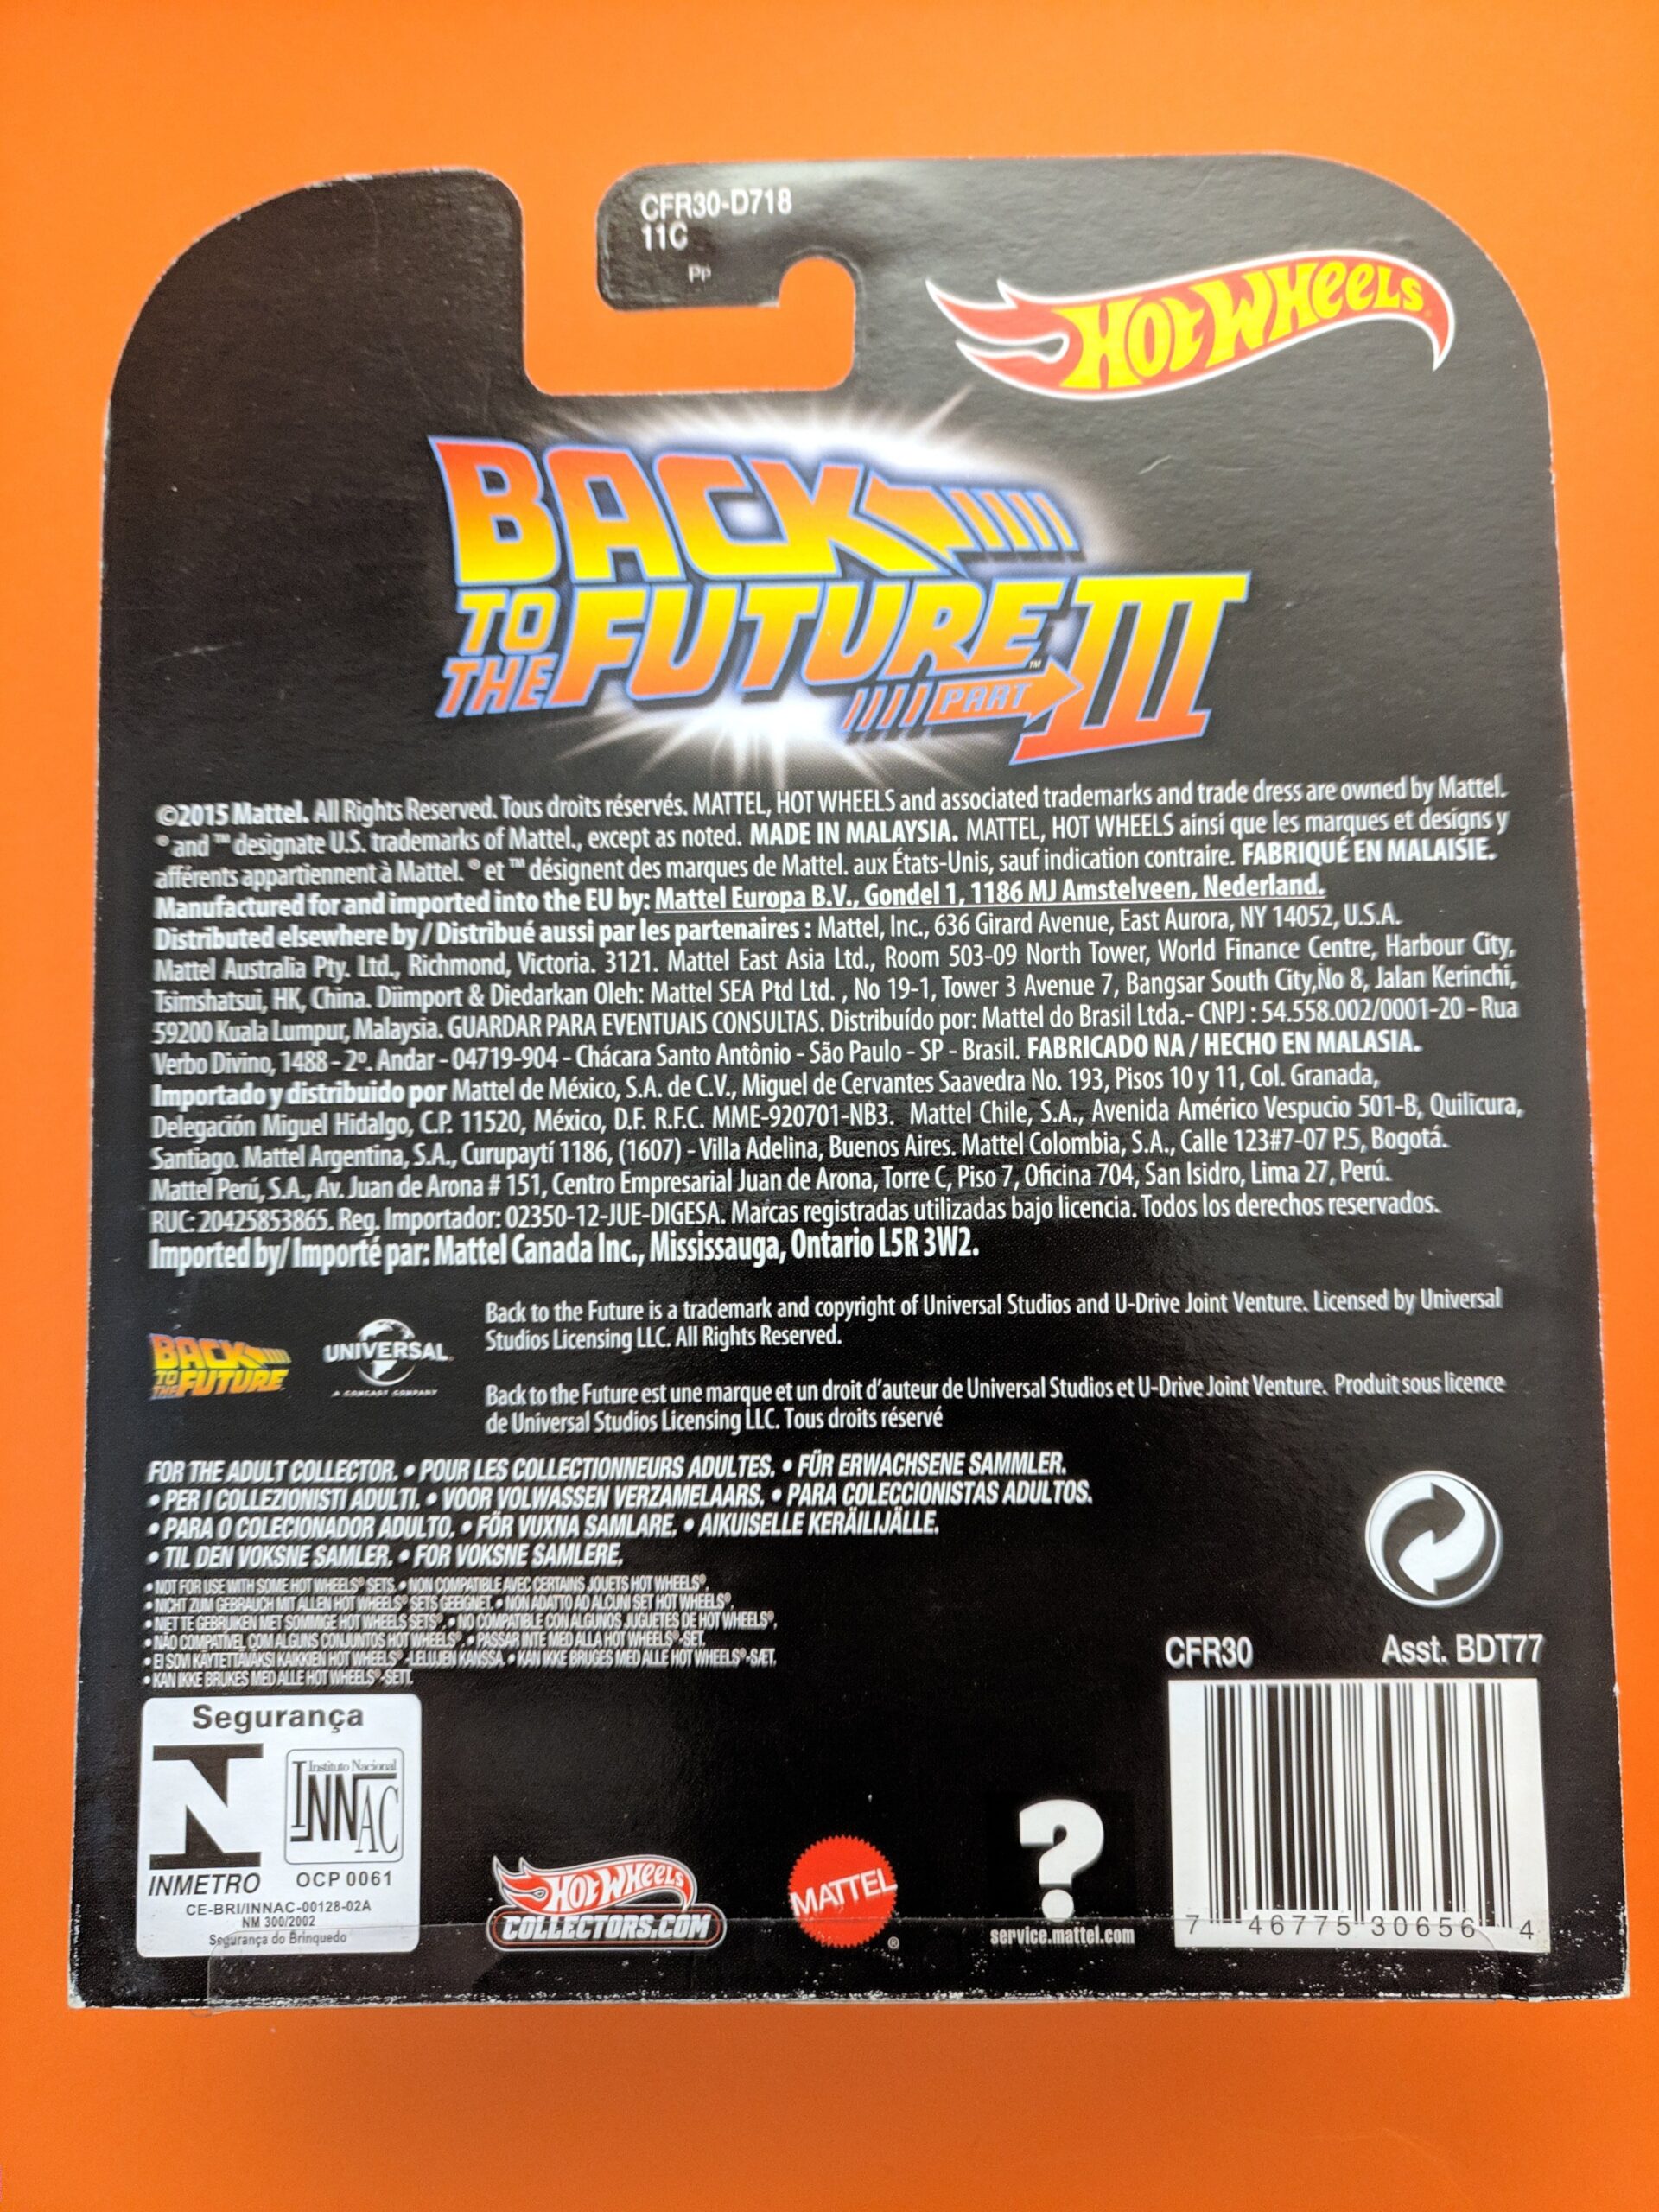 CFR30-D718
11C
Pp
HOT WHEELS
BACK
TO THE FUTURE™ III
PART
©2015 Mattel. All Rights Reserved. Tous droits réservés. MATTEL, HOT WHEELS and associated trademarks and trade dress are owned by Mattel.
® and ™ designate U.S. trademarks of Mattel., except as noted. MADE IN MALAYSIA. MATTEL, HOT WHEELS ainsi que les marques et designs y
afférents appartiennent à Mattel. ® et ™ désignent des marques de Mattel. aux États-Unis, sauf indication contraire. FABRIQUÉ EN MALAISIE.
Manufactured for and imported into the EU by: Mattel Europa B.V., Gondel 1, 1186 MJ Amstelveen, Nederland.
Distributed elsewhere by / Distribué aussi par les partenaires : Mattel, Inc., 636 Girard Avenue, East Aurora, NY 14052, U.S.A.
Mattel Australia Pty. Ltd., Richmond, Victoria. 3121. Mattel East Asia Ltd., Room 503-09 North Tower, World Finance Centre, Harbour City,
Tsimshatsui, HK, China. Diimport & Diedarkan Oleh: Mattel SEA Ptd Ltd. , No 19-1, Tower 3 Avenue 7, Bangsar South City,No 8, Jalan Kerinchi,
59200 Kuala Lumpur, Malaysia. GUARDAR PARA EVENTUAIS CONSULTAS. Distribuído por: Mattel do Brasil Ltda.- CNPJ : 54.558.002/0001-20 - Rua
Verbo Divino, 1488 - 2º. Andar - 04719-904 - Chácara Santo Antônio - São Paulo - SP - Brasil. FABRICADO NA / HECHO EN MALASIA.
Importado y distribuido por Mattel de México, S.A. de C.V., Miguel de Cervantes Saavedra No. 193, Pisos 10 y 11, Col. Granada,
Delegación Miguel Hidalgo, C.P. 11520, México, D.F. R.F.C. MME-920701-NB3. Mattel Chile, S.A., Avenida Américo Vespucio 501-B, Quilicura,
Santiago. Mattel Argentina, S.A., Curupaytí 1186, (1607) - Villa Adelina, Buenos Aires. Mattel Colombia, S.A., Calle 123#7-07 P.5, Bogotá.
Mattel Perú, S.A., Av. Juan de Arona # 151, Centro Empresarial Juan de Arona, Torre C, Piso 7, Oficina 704, San Isidro, Lima 27, Perú.
RUC: 20425853865. Reg. Importador: 02350-12-JUE-DIGESA. Marcas registradas utilizadas bajo licencia. Todos los derechos reservados.
Imported by/ Importé par: Mattel Canada Inc., Mississauga, Ontario L5R 3W2.
BACK TO THE FUTURE
UNIVERSAL
A COMCAST COMPANY
Back to the Future is a trademark and copyright of Universal Studios and U-Drive Joint Venture. Licensed by Universal
Studios Licensing LLC. All Rights Reserved.
Back to the Future est une marque et un droit d'auteur de Universal Studios et U-Drive Joint Venture. Produit sous licence
de Universal Studios Licensing LLC. Tous droits réservé
FOR THE ADULT COLLECTOR. • POUR LES COLLECTIONNEURS ADULTES. • FÜR ERWACHSENE SAMMLER.
• PER I COLLEZIONISTI ADULTI. • VOOR VOLWASSEN VERZAMELAARS. • PARA COLECCIONISTAS ADULTOS.
• PARA O COLECIONADOR ADULTO. • FÖR VUXNA SAMLARE. • AIKUISELLE KERÄILIJÄLLE.
• TIL DEN VOKSNE SAMLER. • FOR VOKSNE SAMLERE.
• NOT FOR USE WITH SOME HOT WHEELS® SETS. • NON COMPATIBLE AVEC CERTAINS JOUETS HOT WHEELS®.
• NICHT ZUM GEBRAUCH MIT ALLEN HOT WHEELS® SETS GEEIGNET. • NON ADATTO AD ALCUNI SET HOT WHEELS®.
• NIET TE GEBRUIKEN MET SOMMIGE HOT WHEELS SETS®. • NO COMPATIBLE CON ALGUNOS JUGUETES DE HOT WHEELS®.
• NÃO COMPATÍVEL COM ALGUNS CONJUNTOS HOT WHEELS®. • PASSAR INTE MED ALLA HOT WHEELS®-SET.
• EI SOVI KÄYTETTÄVÄKSI KAIKKIEN HOT WHEELS® -LELUJEN KANSSA. • KAN IKKE BRUGES MED ALLE HOT WHEELS®-SÆT.
• KAN IKKE BRUKES MED ALLE HOT WHEELS®-SETT.
CFR30 Asst. BDT77
Segurança
Instituto Nacional
INNAC
INMETRO OCP 0061
CE-BRI/INNAC-00128-02A
NM 300/2002
Segurança do Brinquedo
HOT WHEELS
COLLECTORS.COM
MATTEL®
?
service.mattel.com
7 46775 30656 4